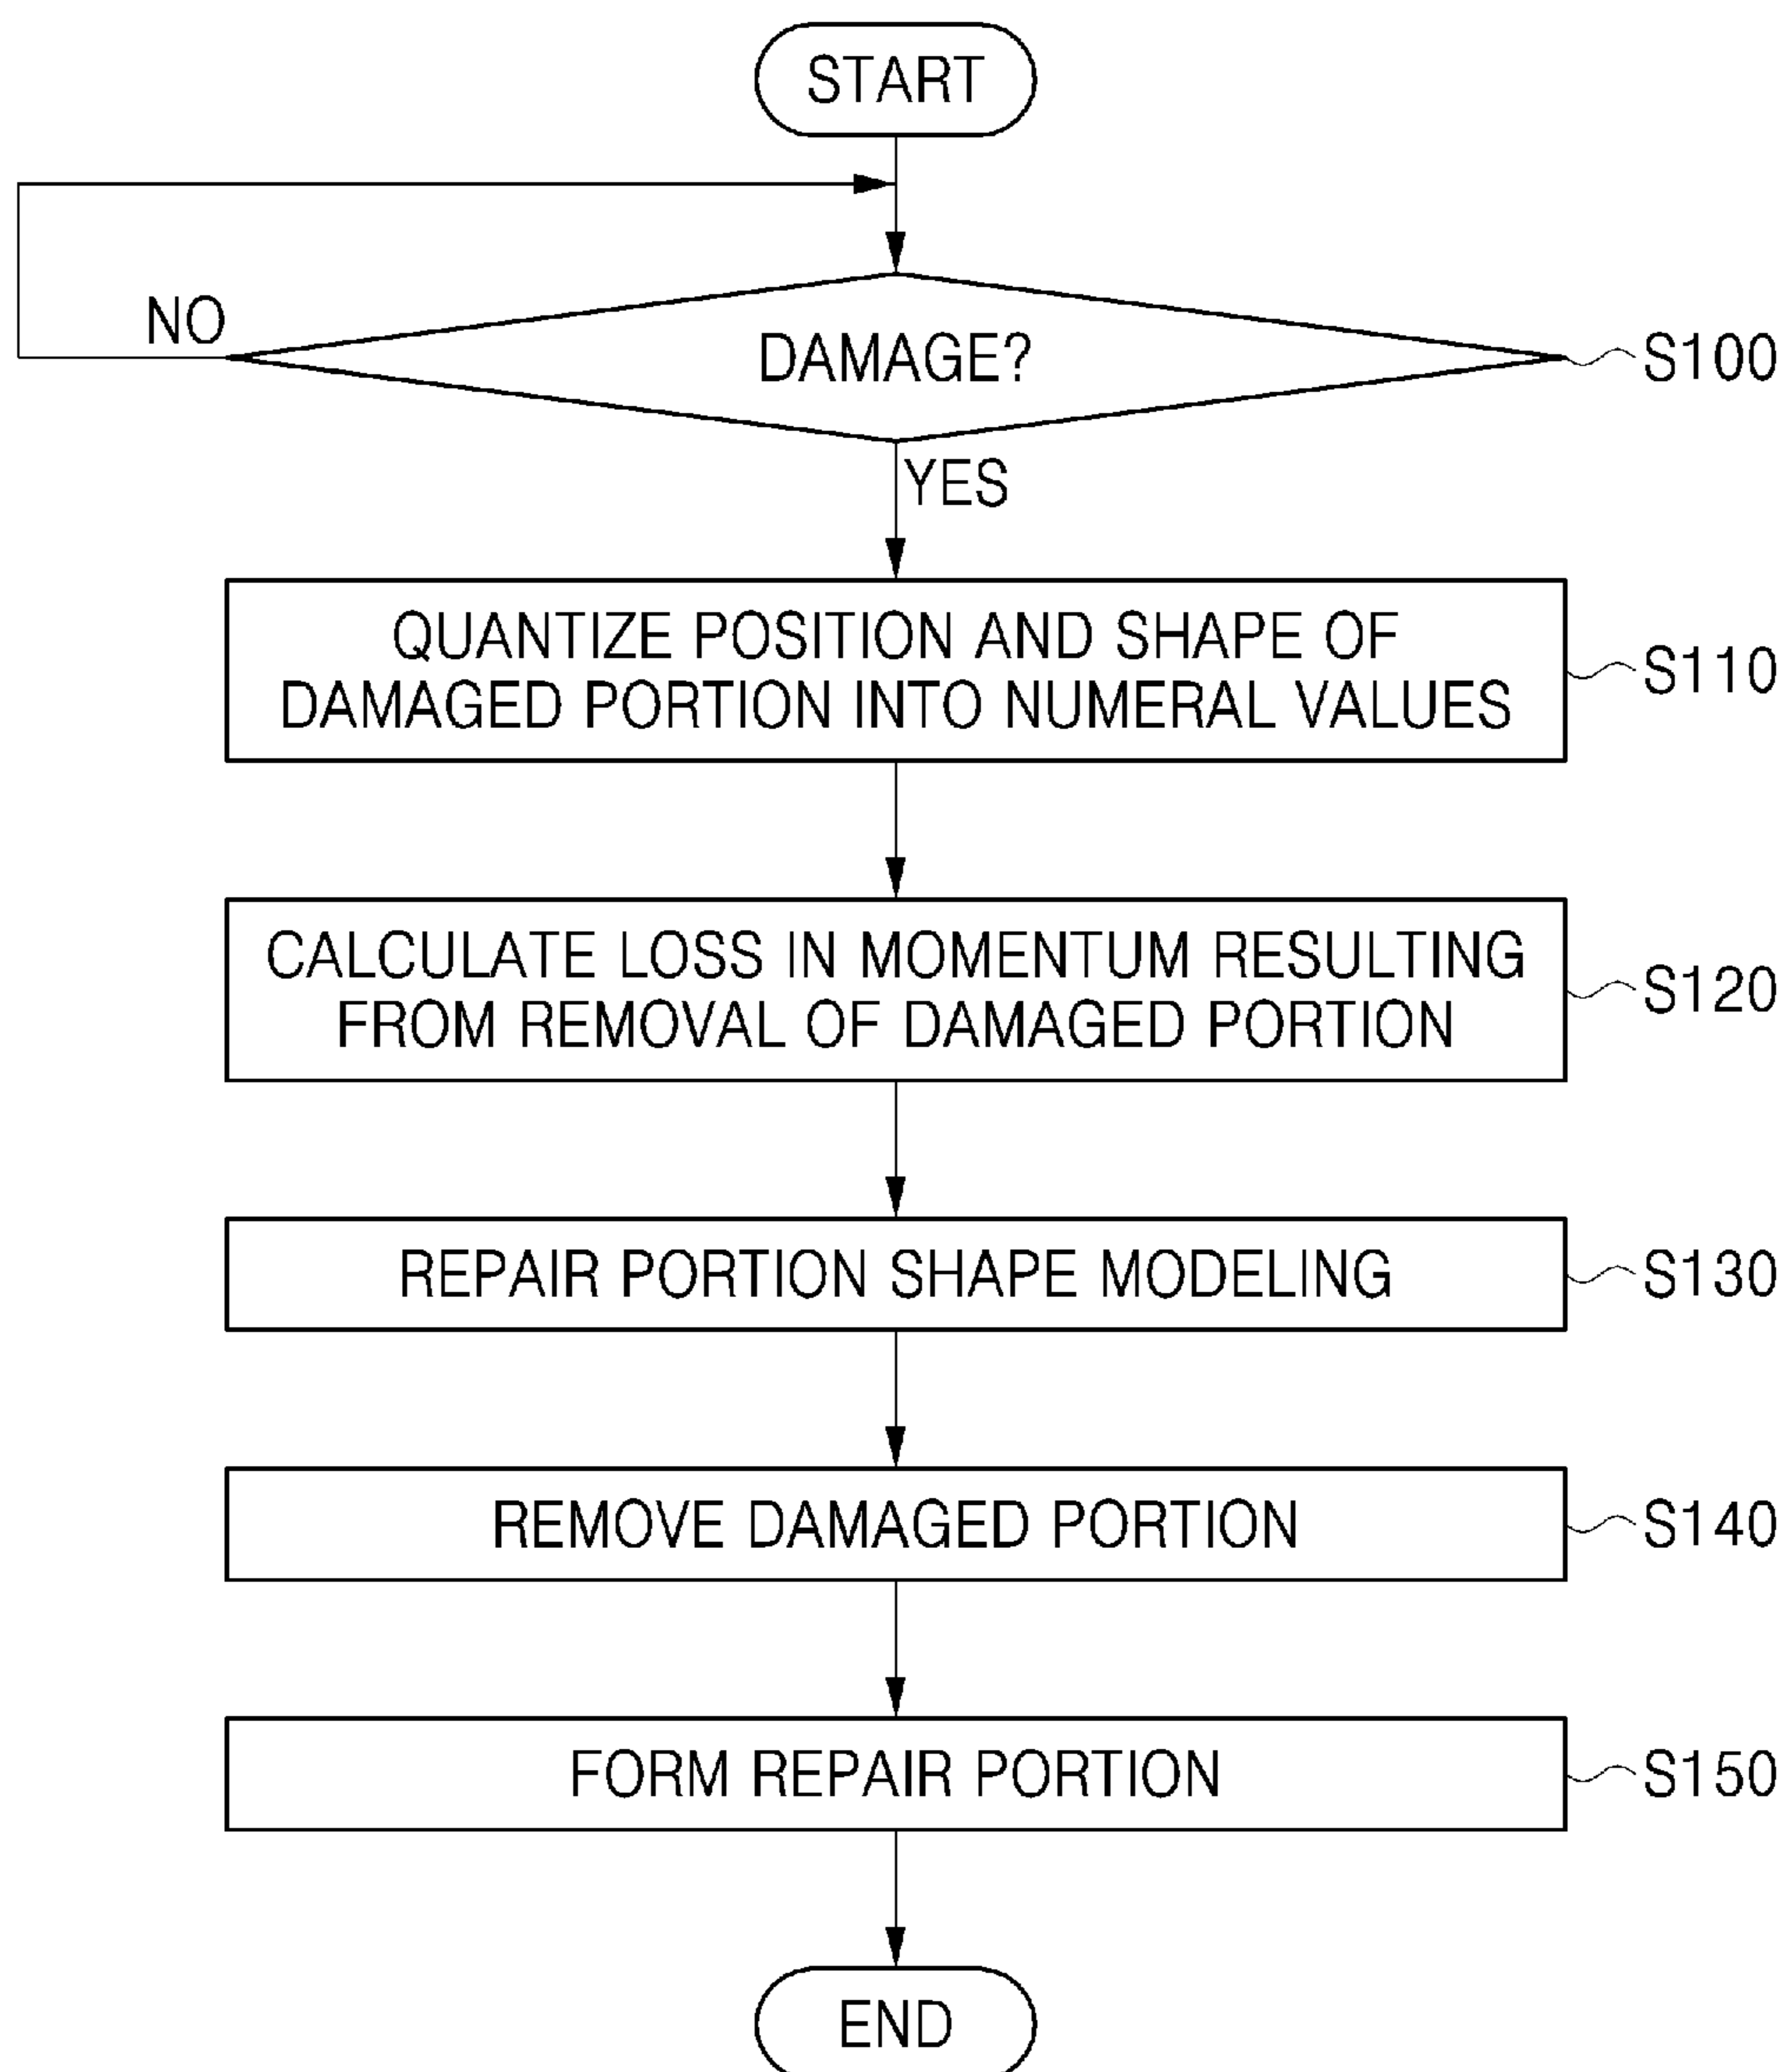 START
NO
DAMAGE?
S100
YES
QUANTIZE POSITION AND SHAPE OF
DAMAGED PORTION INTO NUMERAL VALUES
S110
CALCULATE LOSS IN MOMENTUM RESULTING
FROM REMOVAL OF DAMAGED PORTION
S120
REPAIR PORTION SHAPE MODELING
S130
REMOVE DAMAGED PORTION
S140
FORM REPAIR PORTION
S150
END